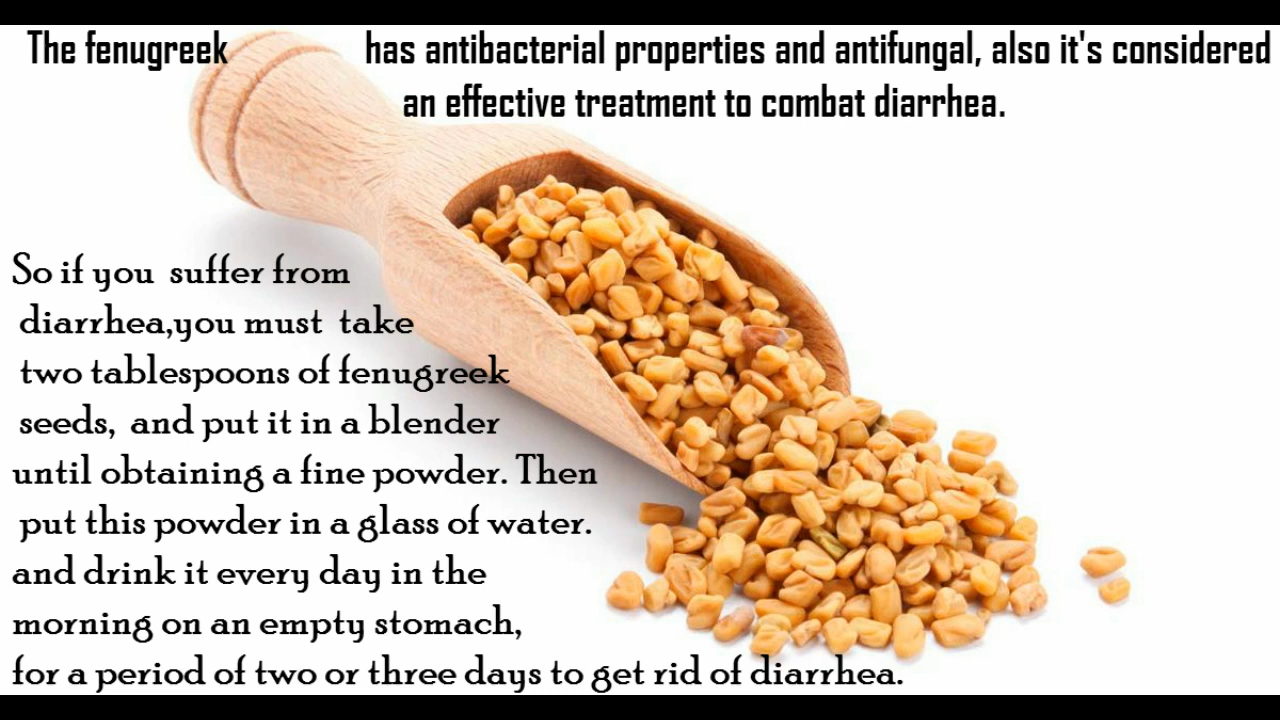 The fenugreek has antibacterial properties and antifungal, also it's considered
an effective treatment to combat diarrhea.
So if you suffer from
diarrhea,you must take
two tablespoons of fenugreek
seeds, and put it in a blender
until obtaining a fine powder. Then
put this powder in a glass of water.
and drink it every day in the
morning on an empty stomach,
for a period of two or three days to get rid of diarrhea.